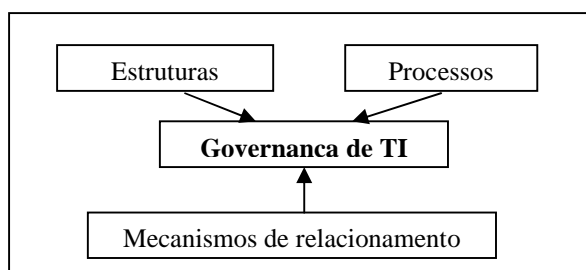 Estruturas
Processos
Governanca de TI
Mecanismos de relacionamento